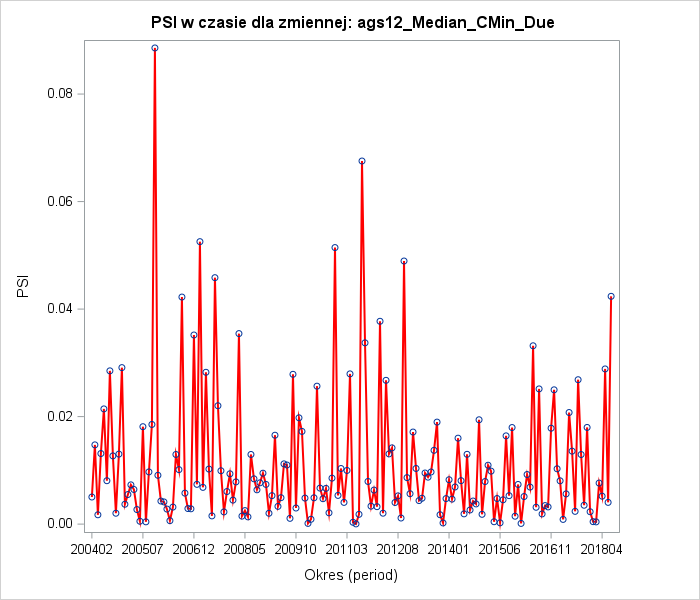 PSI w czasie dla zmiennej: ags12_Median_CMin_Due
0.08
0.06
0.04
0.02
0.00
PSI
200402 200507 200612 200805 200910 201103 201208 201401 201506 201611 201804
Okres (period)